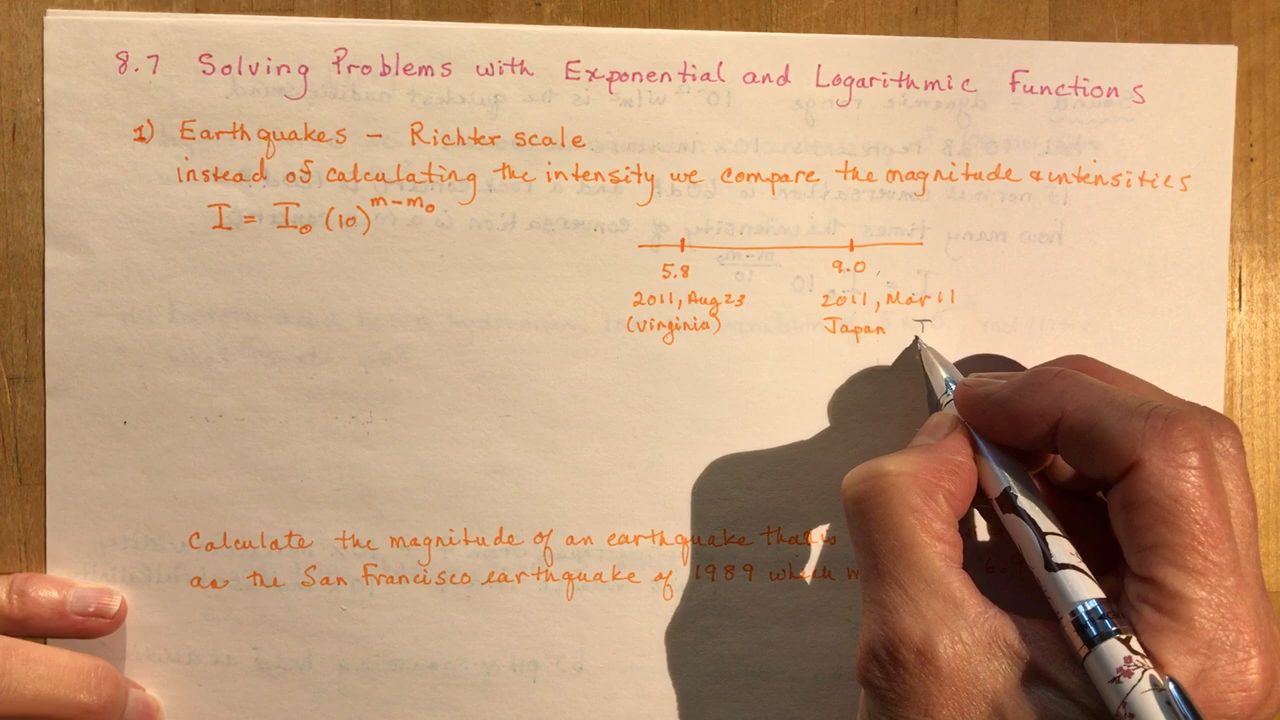 8.7 Solving Problems with Exponential and Logarithmic Functions
1) Earthquakes – Richter scale
instead of calculating the intensity we compare the magnitude & intensities
I = I₀ (10)^(m-m₀)
5.8 9.0
2011, Aug 23 2011, Mar 11
(Virginia) Japan I
Calculate the magnitude of an earthquake that
as the San Francisco earthquake of 1989 which